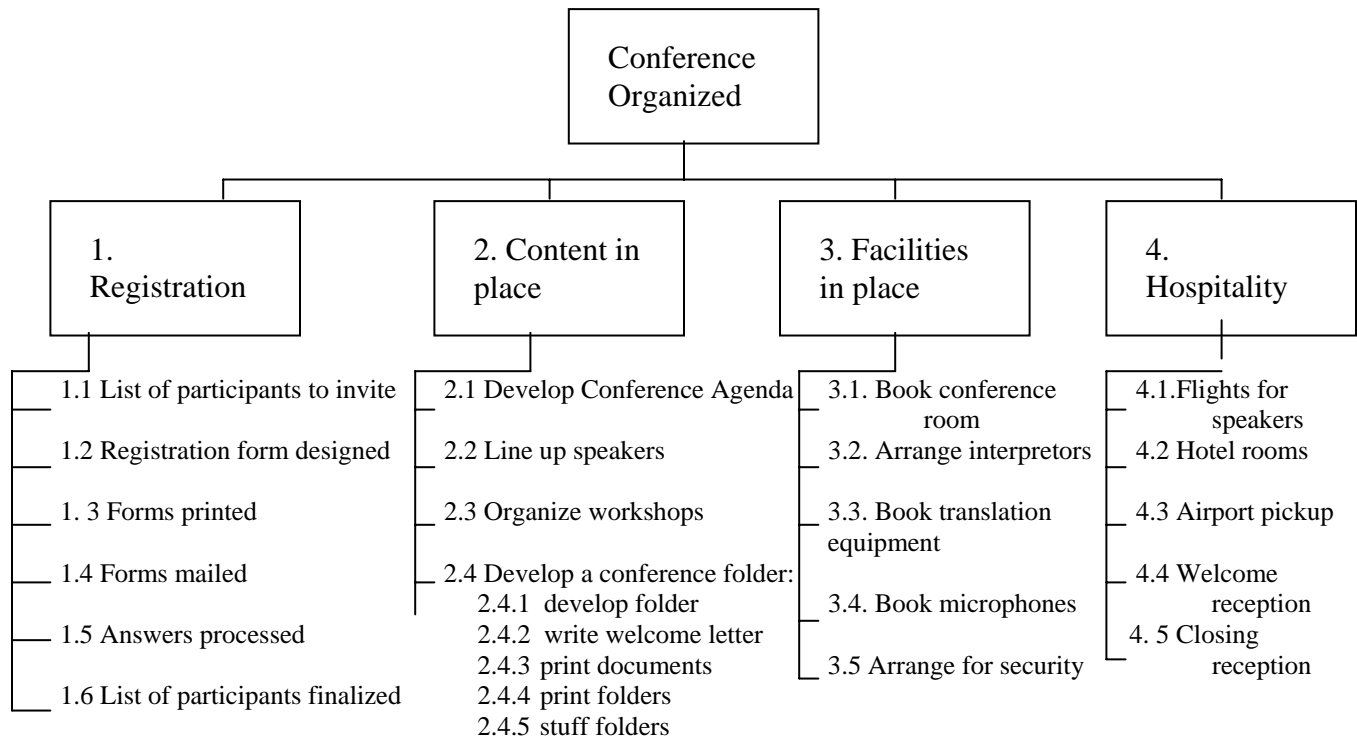 Conference
Organized
1.
Registration
1.1 List of participants to invite
1.2 Registration form designed
1. 3 Forms printed
1.4 Forms mailed
1.5 Answers processed
1.6 List of participants finalized
2. Content in
place
2.1 Develop Conference Agenda
2.2 Line up speakers
2.3 Organize workshops
2.4 Develop a conference folder:
2.4.1 develop folder
2.4.2 write welcome letter
2.4.3 print documents
2.4.4 print folders
2.4.5 stuff folders
3. Facilities
in place
3.1. Book conference
room
3.2. Arrange interpretors
3.3. Book translation
equipment
3.4. Book microphones
3.5 Arrange for security
4.
Hospitality
4.1.Flights for
speakers
4.2 Hotel rooms
4.3 Airport pickup
4.4 Welcome
reception
4. 5 Closing
reception